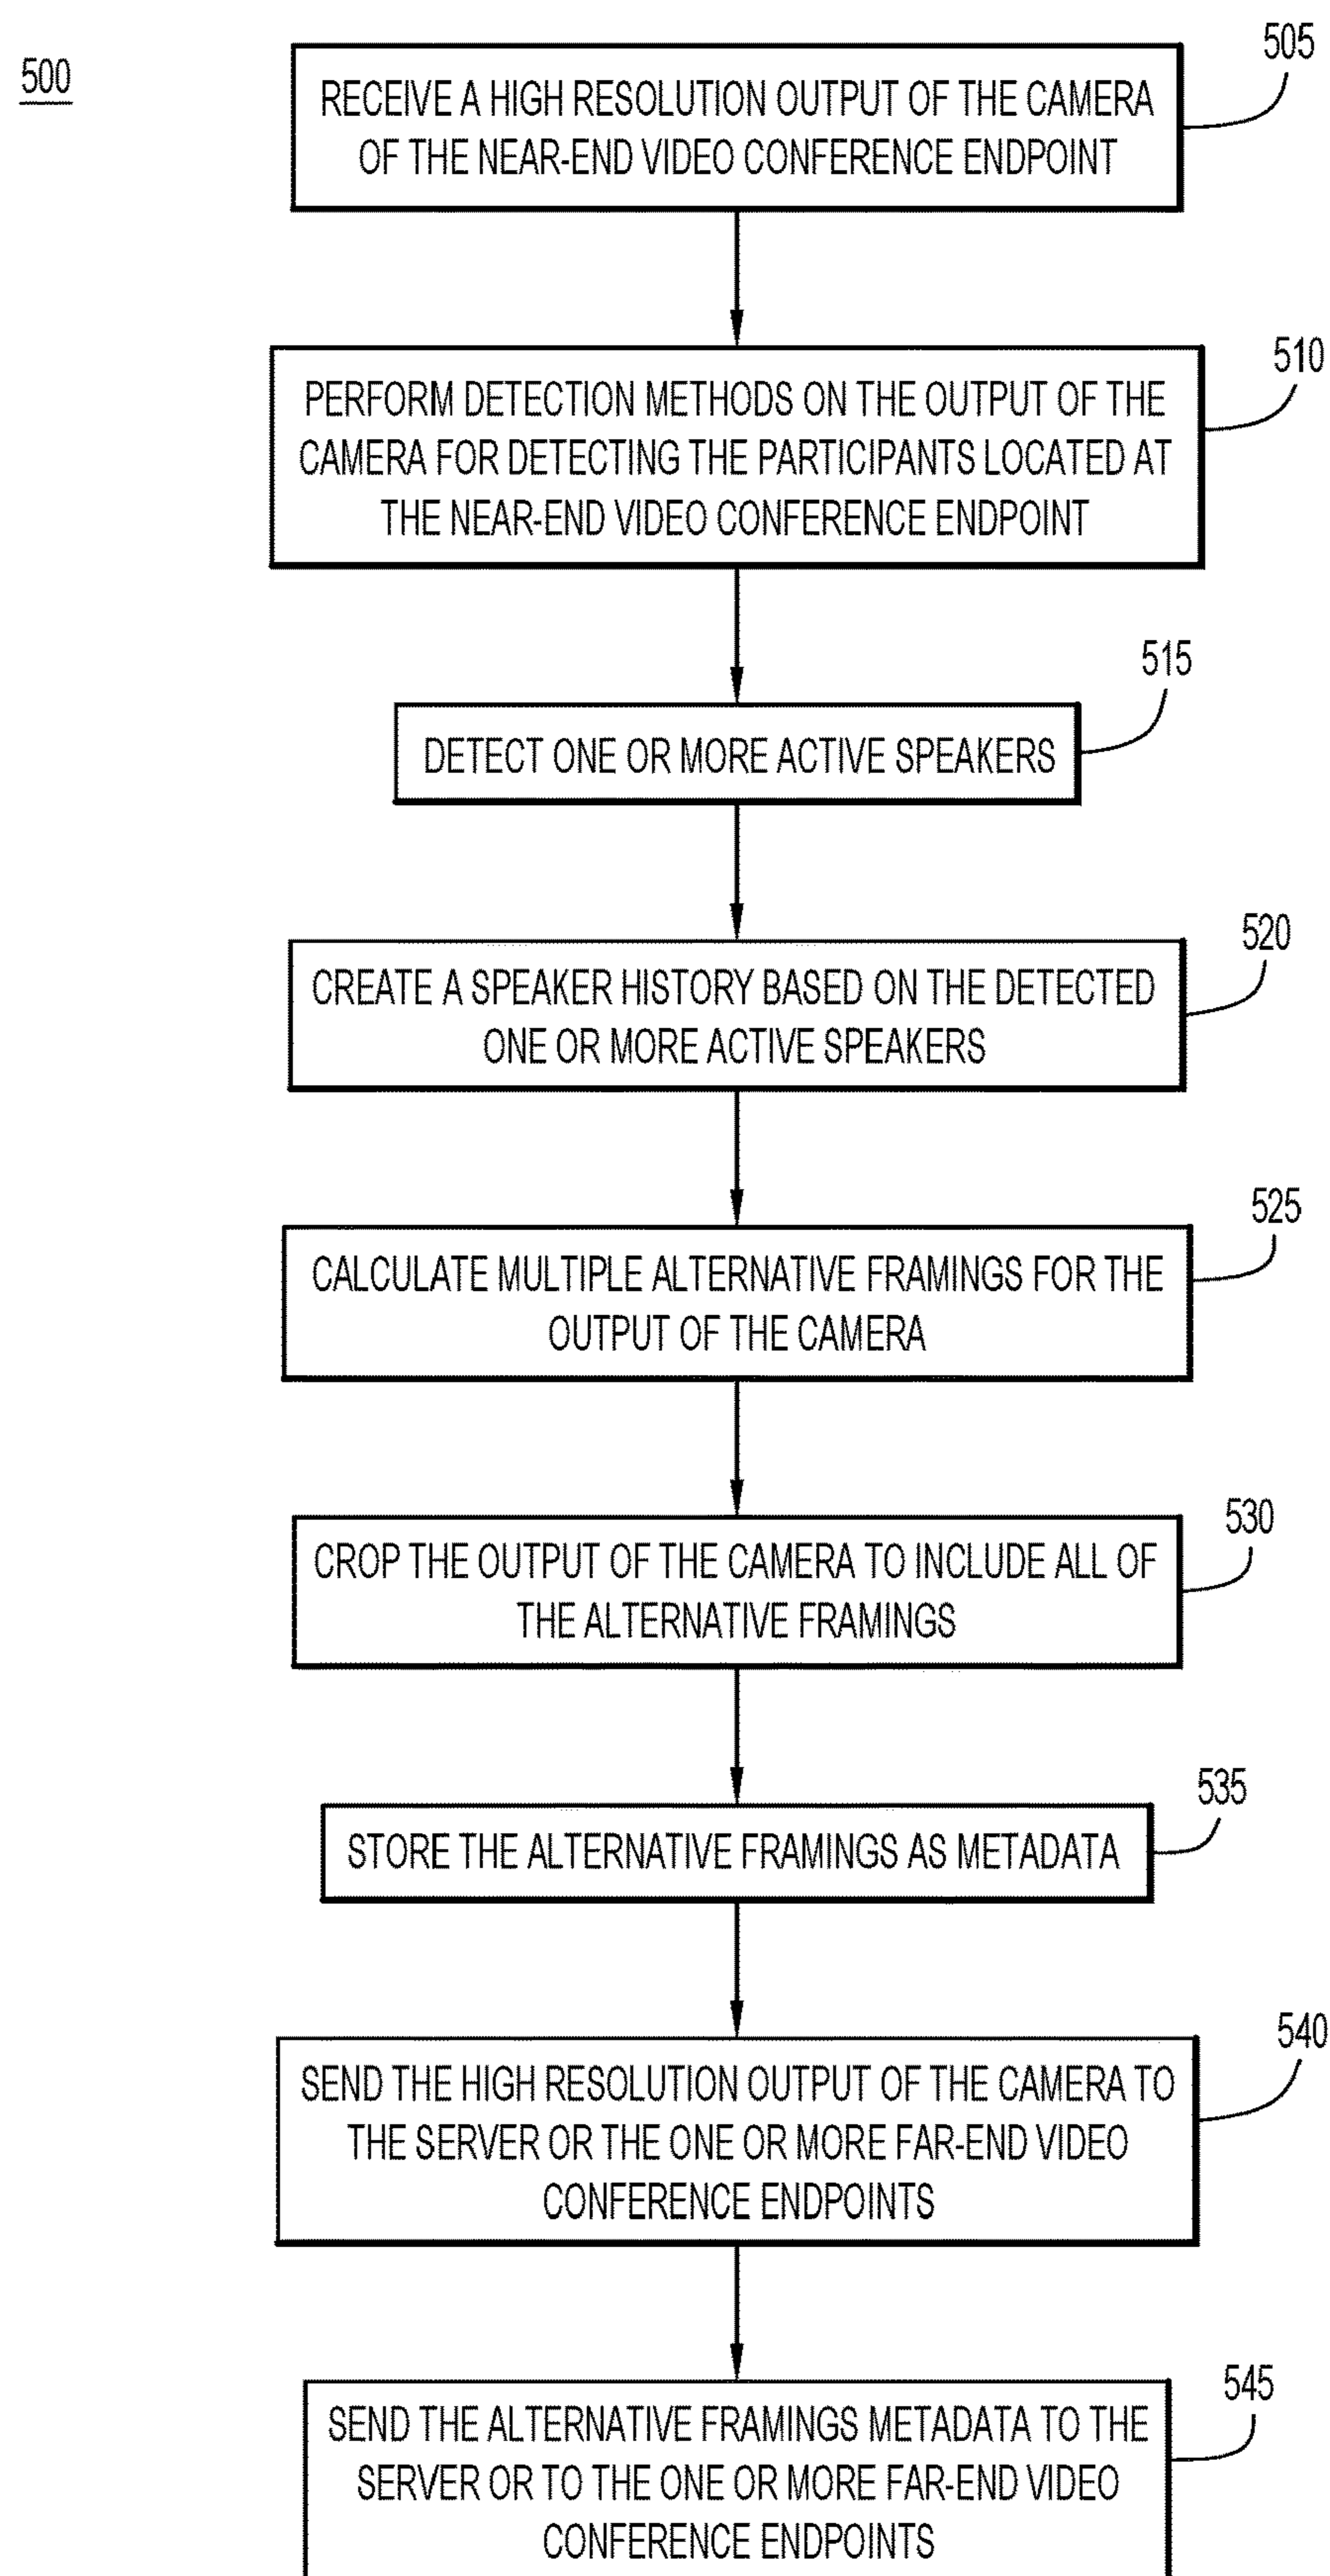 500
505
RECEIVE A HIGH RESOLUTION OUTPUT OF THE CAMERA
OF THE NEAR-END VIDEO CONFERENCE ENDPOINT
510
PERFORM DETECTION METHODS ON THE OUTPUT OF THE
CAMERA FOR DETECTING THE PARTICIPANTS LOCATED AT
THE NEAR-END VIDEO CONFERENCE ENDPOINT
515
DETECT ONE OR MORE ACTIVE SPEAKERS
520
CREATE A SPEAKER HISTORY BASED ON THE DETECTED
ONE OR MORE ACTIVE SPEAKERS
525
CALCULATE MULTIPLE ALTERNATIVE FRAMINGS FOR THE
OUTPUT OF THE CAMERA
530
CROP THE OUTPUT OF THE CAMERA TO INCLUDE ALL OF
THE ALTERNATIVE FRAMINGS
535
STORE THE ALTERNATIVE FRAMINGS AS METADATA
540
SEND THE HIGH RESOLUTION OUTPUT OF THE CAMERA TO
THE SERVER OR THE ONE OR MORE FAR-END VIDEO
CONFERENCE ENDPOINTS
545
SEND THE ALTERNATIVE FRAMINGS METADATA TO THE
SERVER OR TO THE ONE OR MORE FAR-END VIDEO
CONFERENCE ENDPOINTS